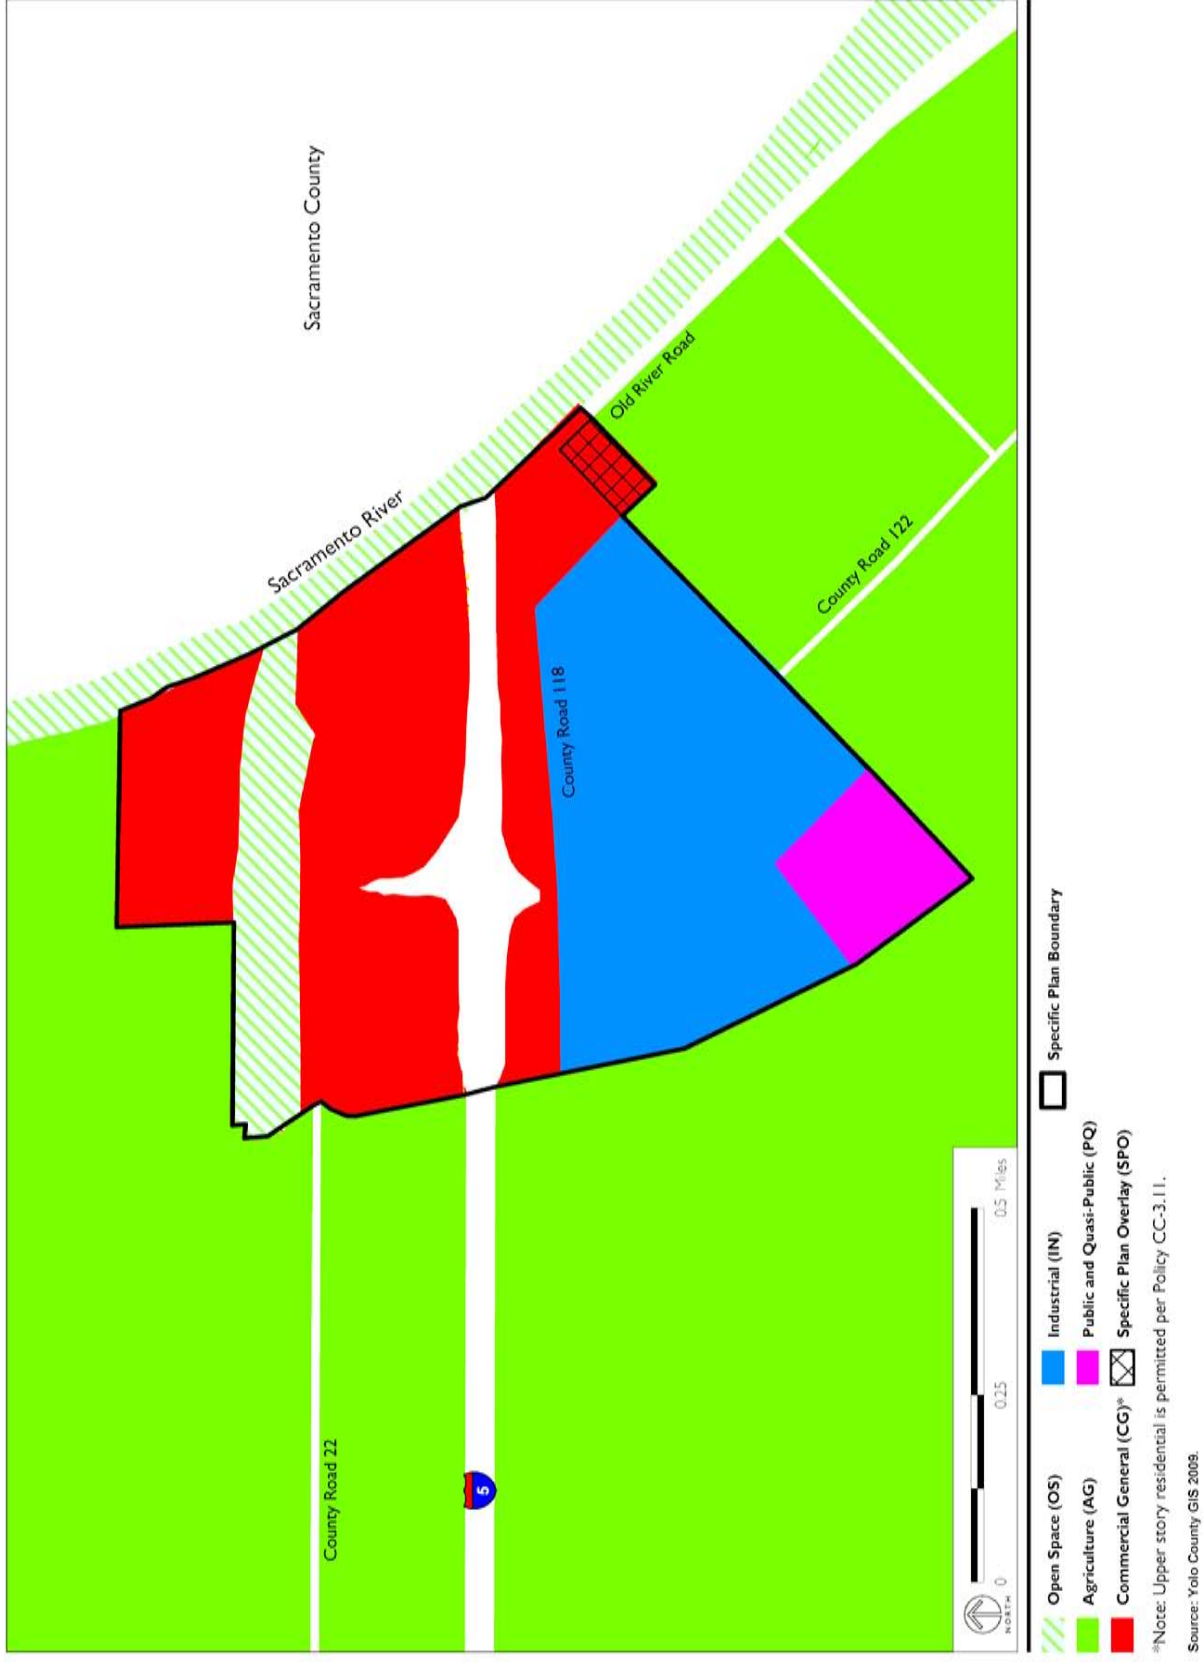 Sacramento County
Sacramento River
Old River Road
County Road 118
County Road 122
County Road 22
5
NORTH
0 0.25 0.5 Miles
Open Space (OS)
Agriculture (AG)
Commercial General (CG)*
Industrial (IN)
Public and Quasi-Public (PQ)
Specific Plan Overlay (SPO)
Specific Plan Boundary
*Note: Upper story residential is permitted per Policy CC-3.11.
Source: Yolo County GIS 2009.